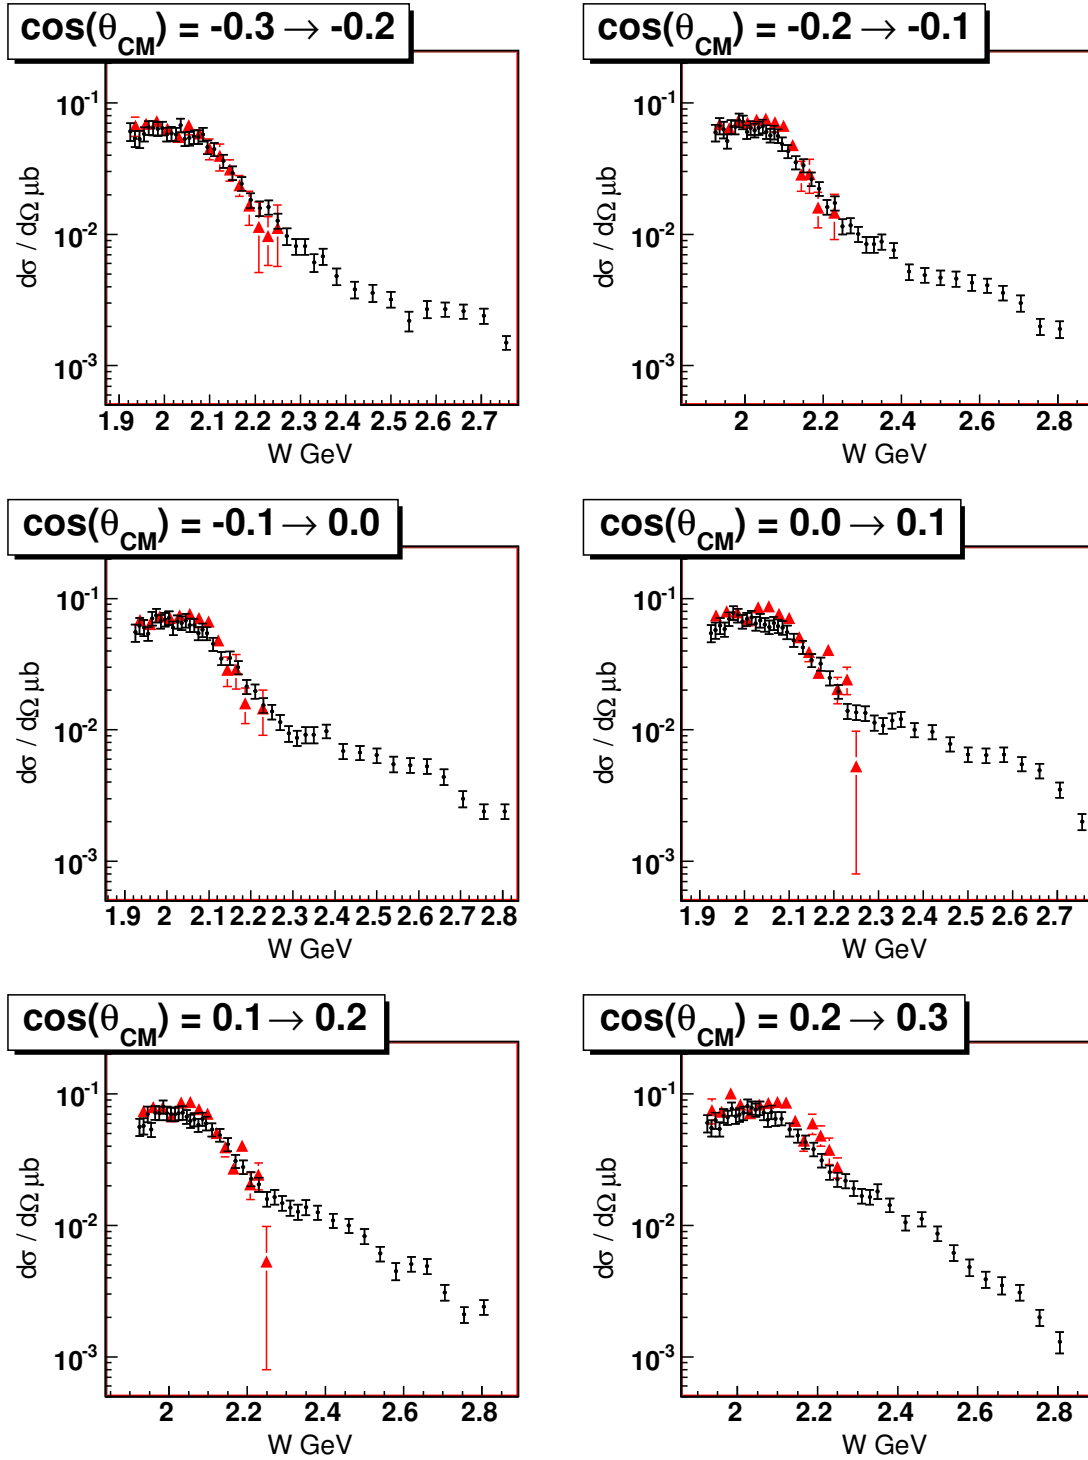 cos(θCM) = -0.3 → -0.2
dσ / dΩ μb
10-1
10-2
10-3
1.9 2 2.1 2.2 2.3 2.4 2.5 2.6 2.7
W GeV
cos(θCM) = -0.2 → -0.1
dσ / dΩ μb
10-1
10-2
10-3
2 2.2 2.4 2.6 2.8
W GeV
cos(θCM) = -0.1 → 0.0
dσ / dΩ μb
10-1
10-2
10-3
1.9 2 2.1 2.2 2.3 2.4 2.5 2.6 2.7 2.8
W GeV
cos(θCM) = 0.0 → 0.1
dσ / dΩ μb
10-1
10-2
10-3
1.9 2 2.1 2.2 2.3 2.4 2.5 2.6 2.7
W GeV
cos(θCM) = 0.1 → 0.2
dσ / dΩ μb
10-1
10-2
10-3
2 2.2 2.4 2.6 2.8
W GeV
cos(θCM) = 0.2 → 0.3
dσ / dΩ μb
10-1
10-2
10-3
2 2.2 2.4 2.6 2.8
W GeV